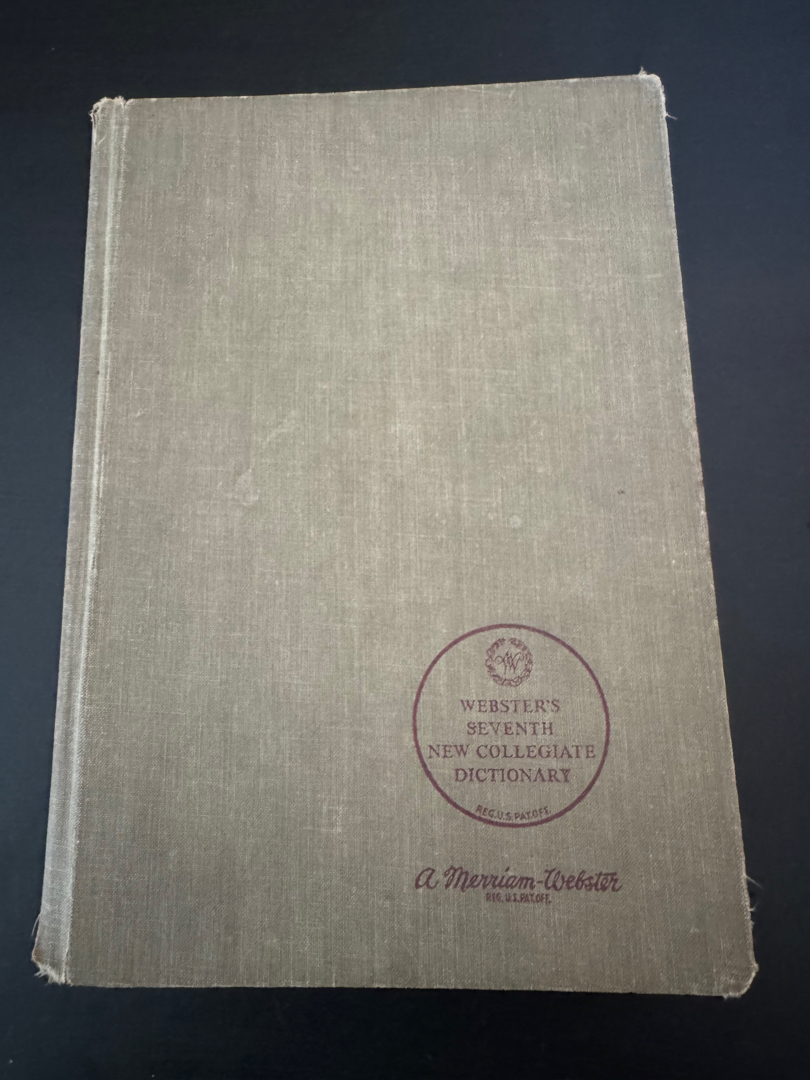 WEBSTER'S
SEVENTH
NEW COLLEGIATE
DICTIONARY
REG. U.S. PAT. OFF.
A Merriam-Webster
REG. U.S. PAT. OFF.